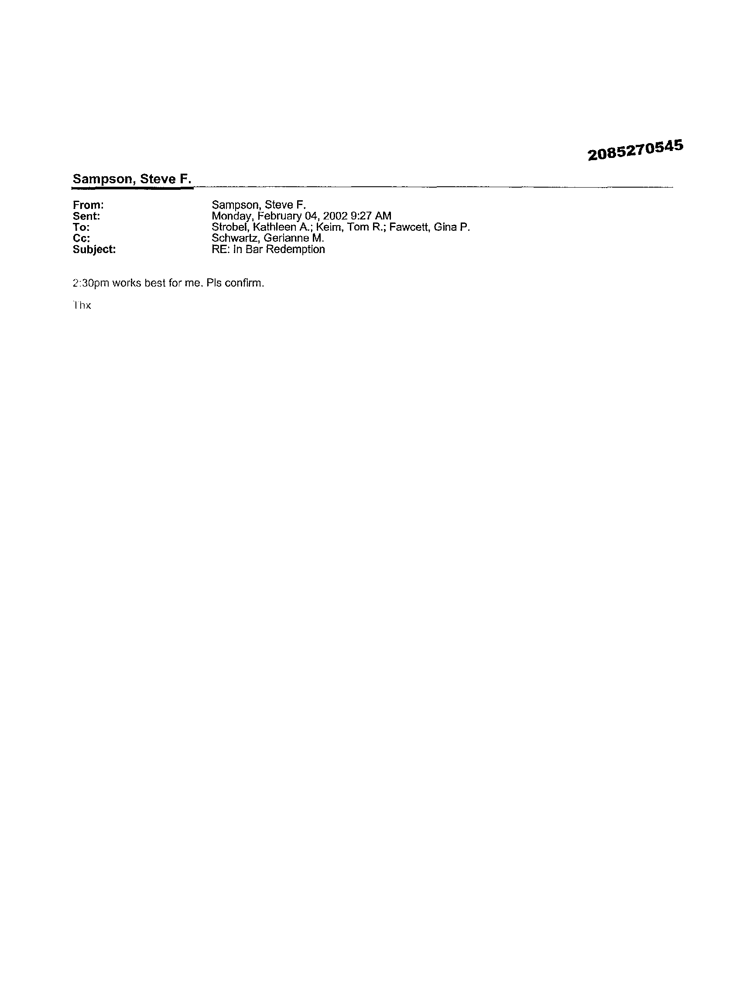 2085270545
Sampson, Steve F.
From: Sampson, Steve F.
Sent: Monday, February 04, 2002 9:27 AM
To: Strobel, Kathleen A.; Keim, Tom R.; Fawcett, Gina P.
Cc: Schwartz, Gerianne M.
Subject: RE: In Bar Redemption
2:30pm works best for me. Pls confirm.
Thx